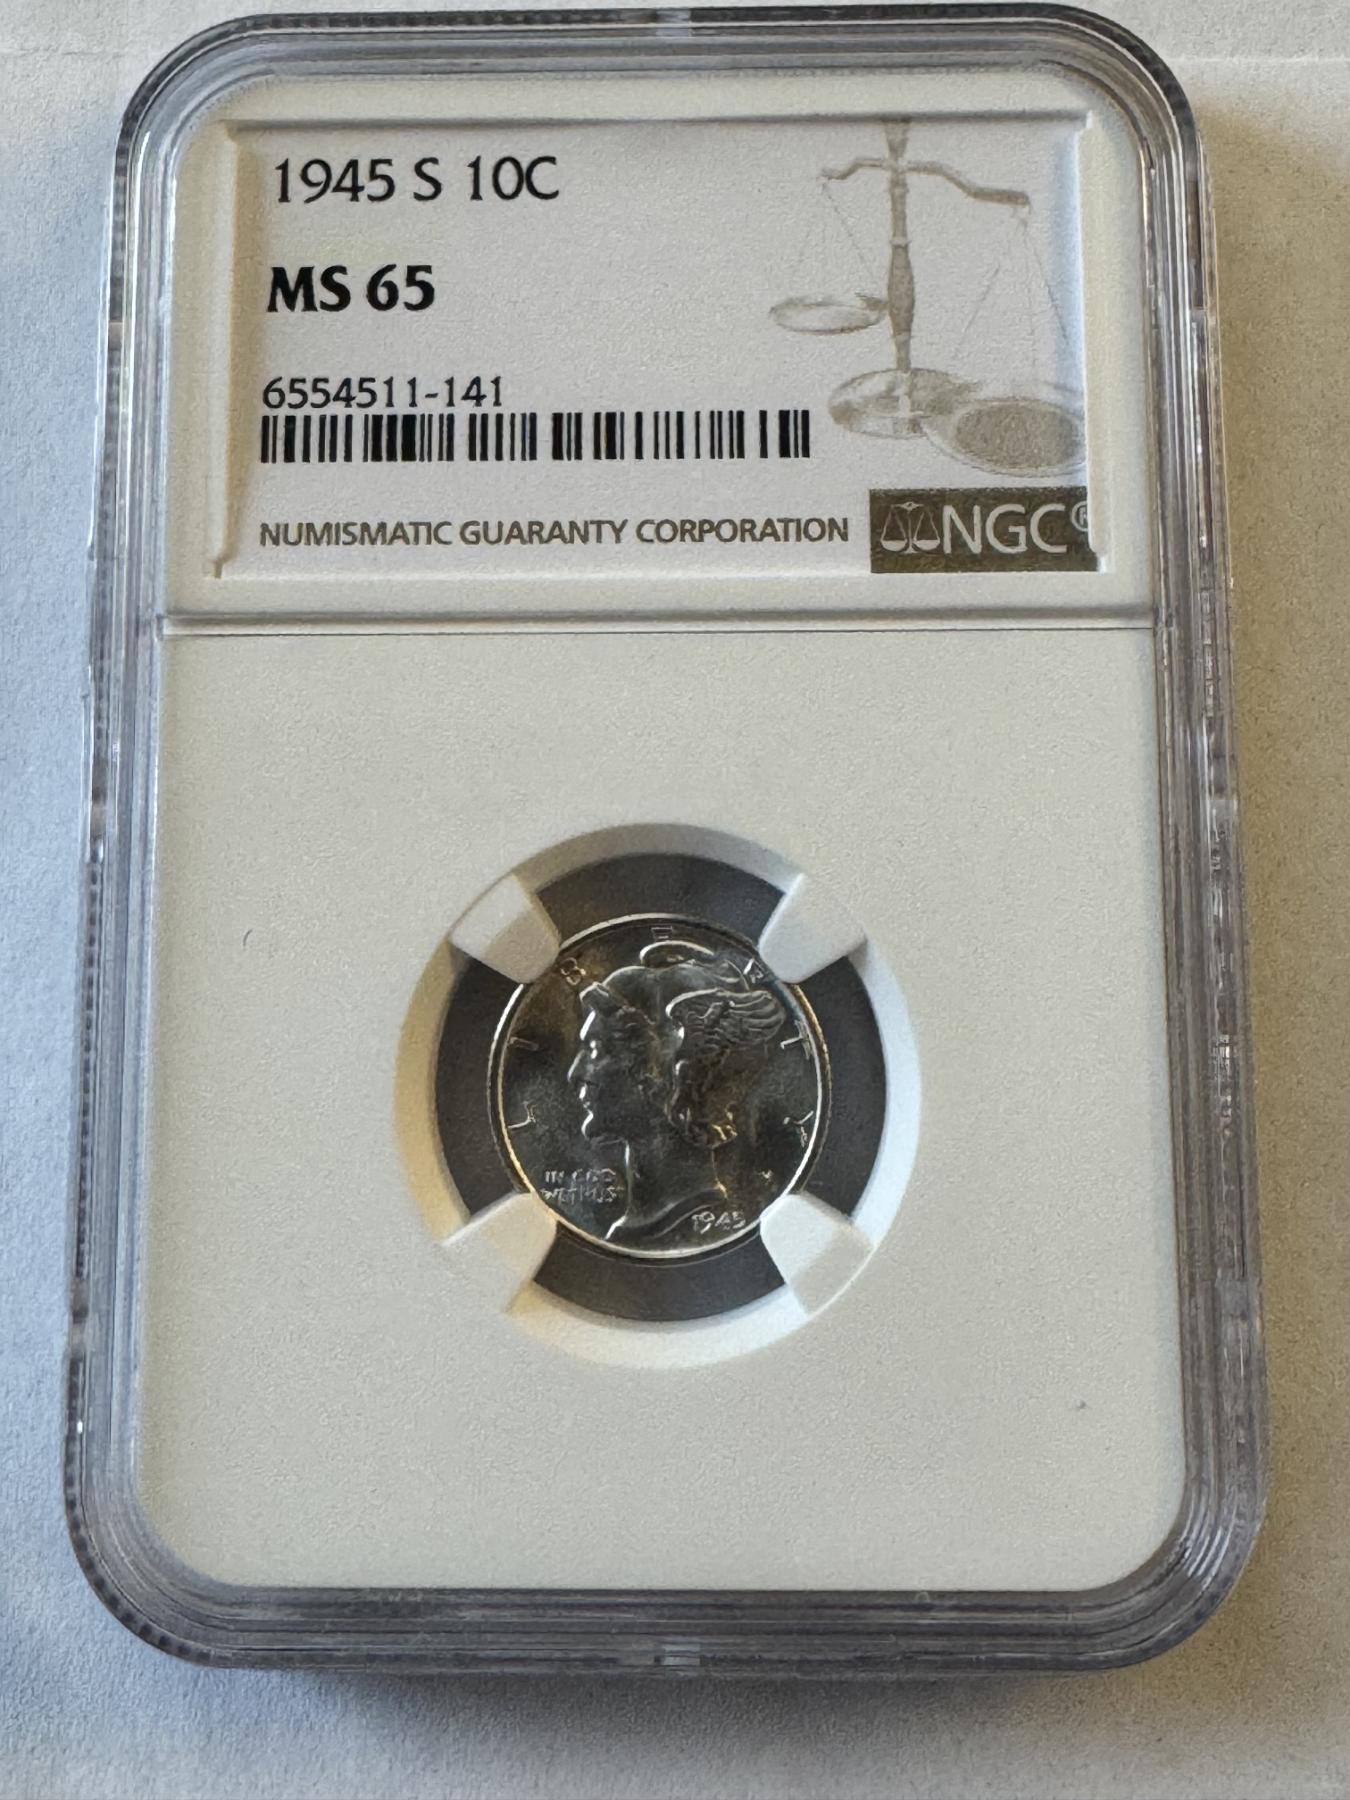 1945 S 10C
MS 65
6554511-141
NUMISMATIC GUARANTY CORPORATION NGC®
LIBERTY
IN GOD
WE TRUST
1945